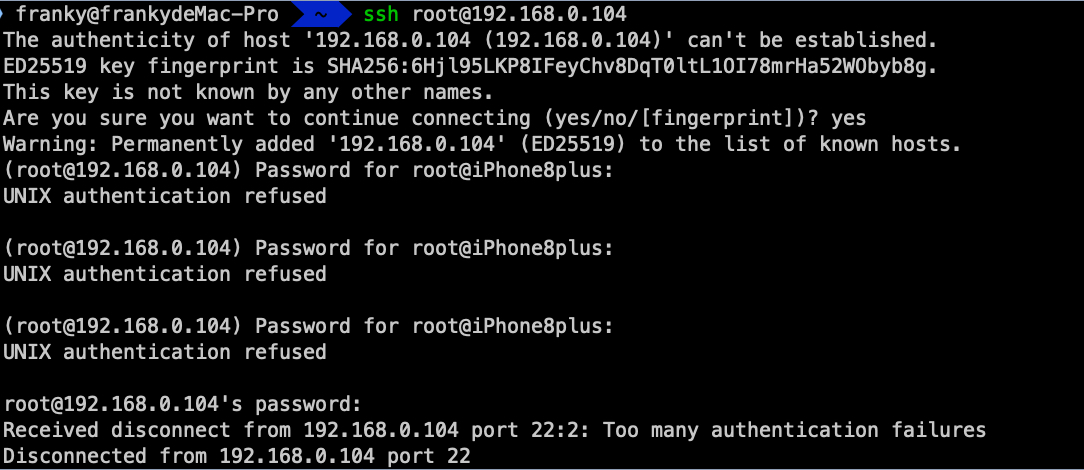 franky@frankydeMac-Pro ~ ssh root@192.168.0.104
The authenticity of host '192.168.0.104 (192.168.0.104)' can't be established.
ED25519 key fingerprint is SHA256:6Hjl95LKP8IFeyChv8DqT0ltL1OI78mrHa52WObyb8g.
This key is not known by any other names.
Are you sure you want to continue connecting (yes/no/[fingerprint])? yes
Warning: Permanently added '192.168.0.104' (ED25519) to the list of known hosts.
(root@192.168.0.104) Password for root@iPhone8plus:
UNIX authentication refused
(root@192.168.0.104) Password for root@iPhone8plus:
UNIX authentication refused
(root@192.168.0.104) Password for root@iPhone8plus:
UNIX authentication refused
root@192.168.0.104's password:
Received disconnect from 192.168.0.104 port 22:2: Too many authentication failures
Disconnected from 192.168.0.104 port 22